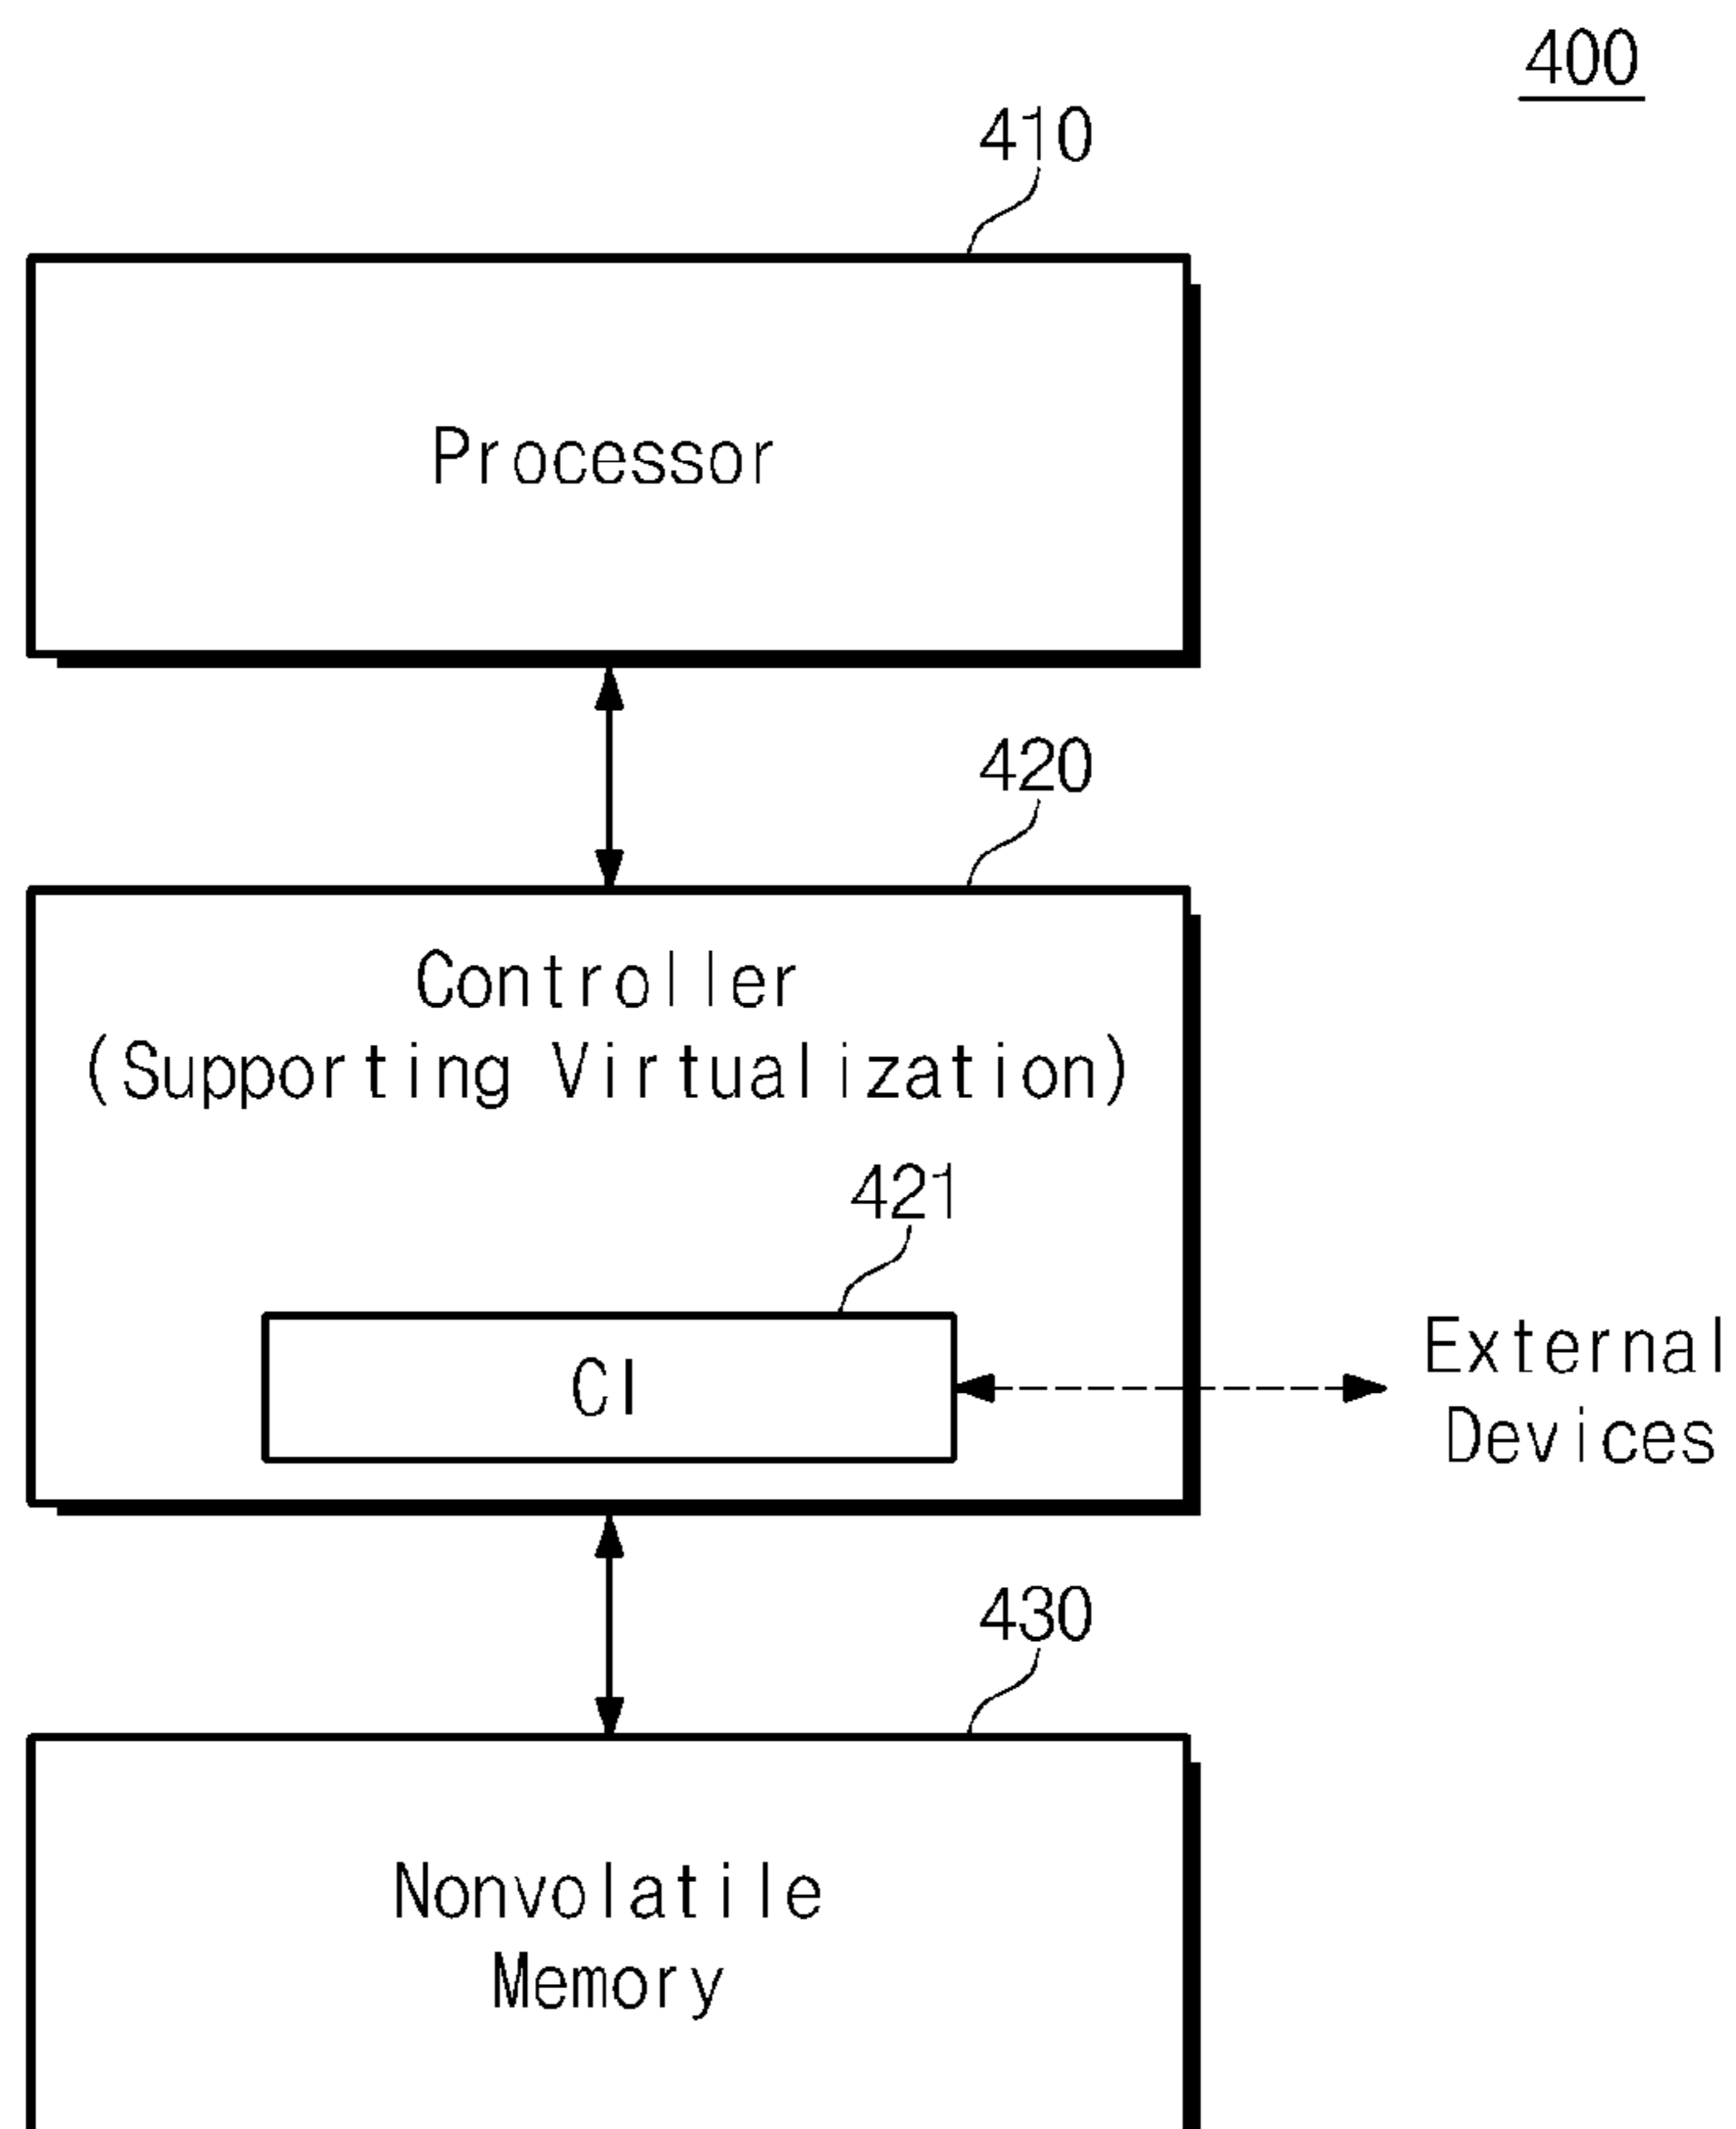 400
410
Processor
420
Controller
(Supporting Virtualization)
421
CI
External
Devices
430
Nonvolatile
Memory